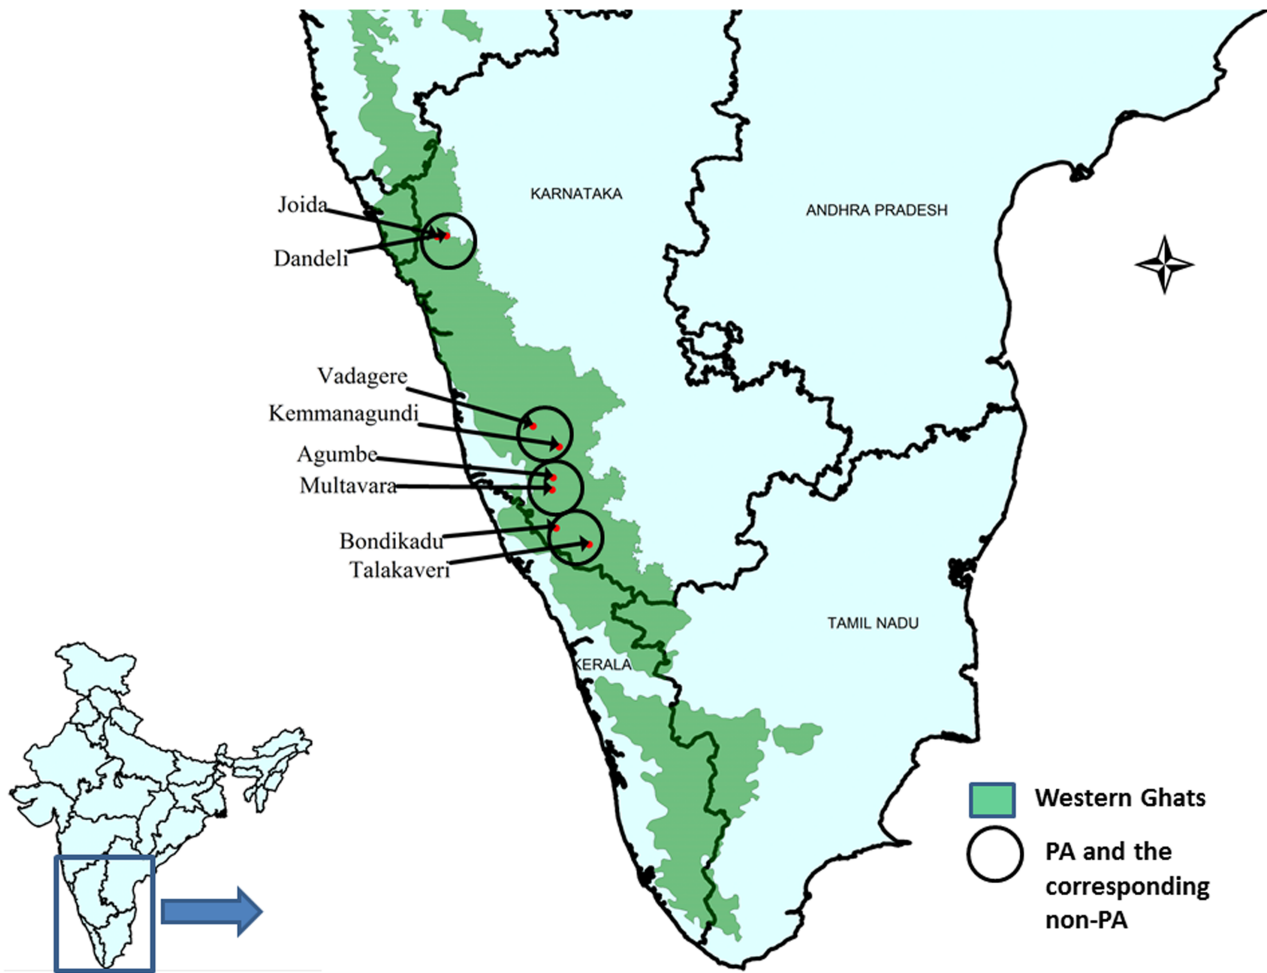 KARNATAKA
ANDHRA PRADESH
Joida
Dandeli
Vadagere
Kemmanagundi
Agumbe
Multavara
Bondikadu
Talakaveri
TAMIL NADU
KERALA
Western Ghats
PA and the
corresponding
non-PA